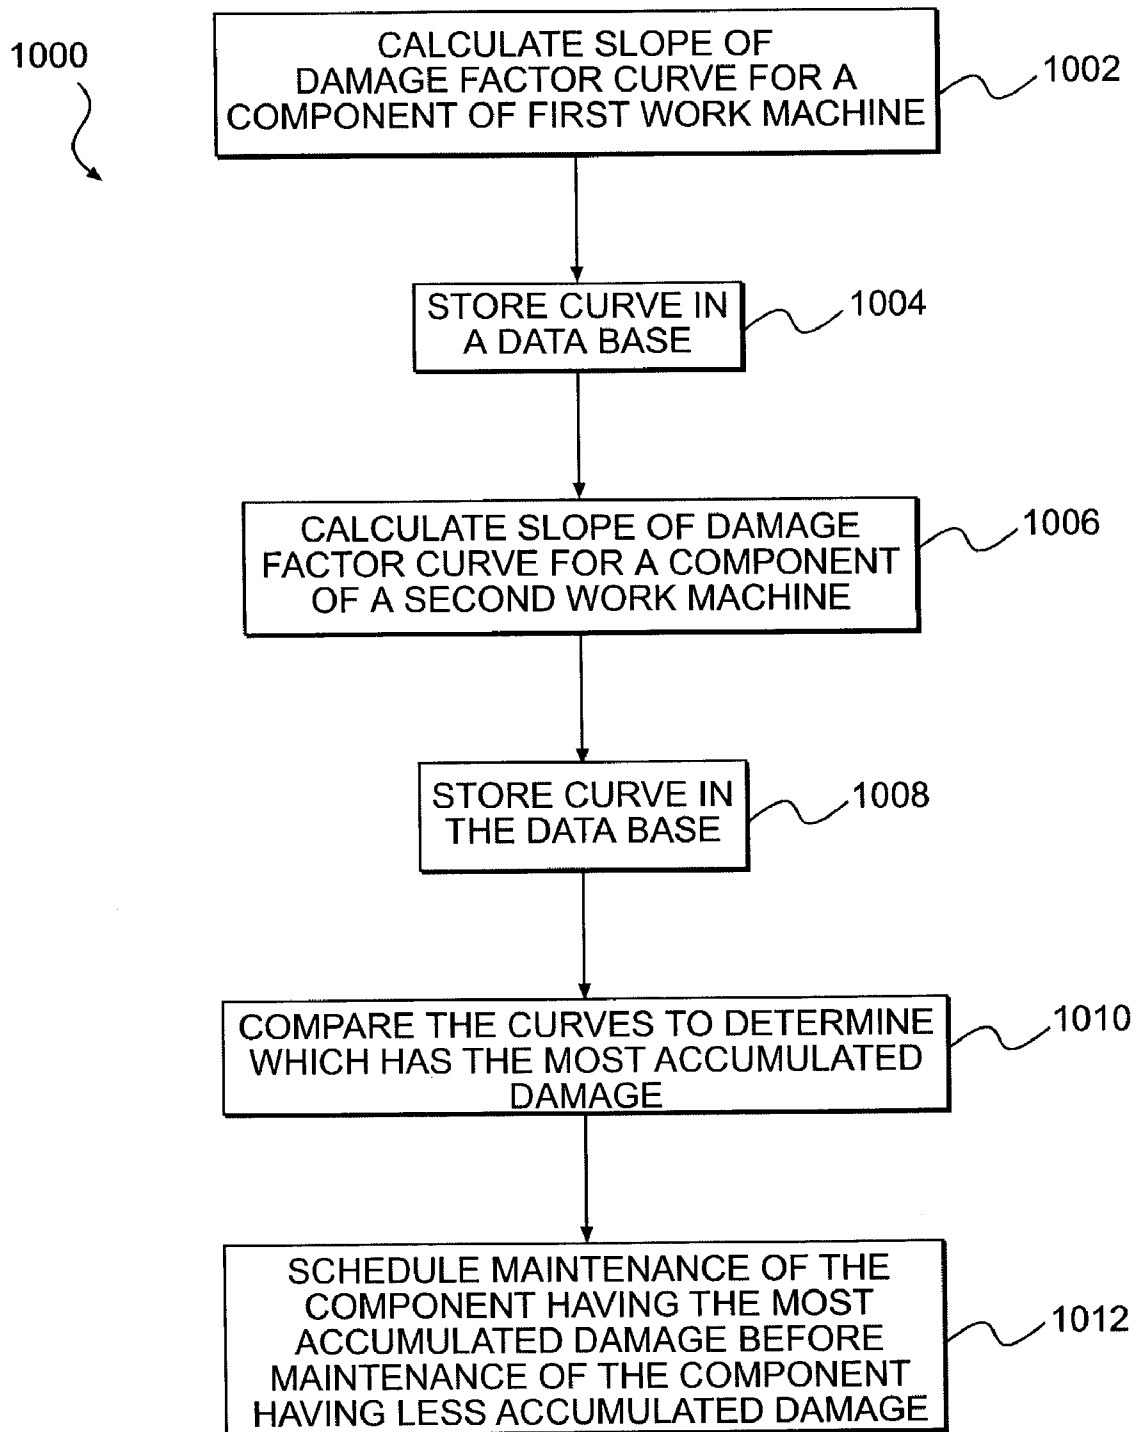 1000
CALCULATE SLOPE OF
DAMAGE FACTOR CURVE FOR A
COMPONENT OF FIRST WORK MACHINE
1002
STORE CURVE IN
A DATA BASE
1004
CALCULATE SLOPE OF DAMAGE
FACTOR CURVE FOR A COMPONENT
OF A SECOND WORK MACHINE
1006
STORE CURVE IN
THE DATA BASE
1008
COMPARE THE CURVES TO DETERMINE
WHICH HAS THE MOST ACCUMULATED
DAMAGE
1010
SCHEDULE MAINTENANCE OF THE
COMPONENT HAVING THE MOST
ACCUMULATED DAMAGE BEFORE
MAINTENANCE OF THE COMPONENT
HAVING LESS ACCUMULATED DAMAGE
1012